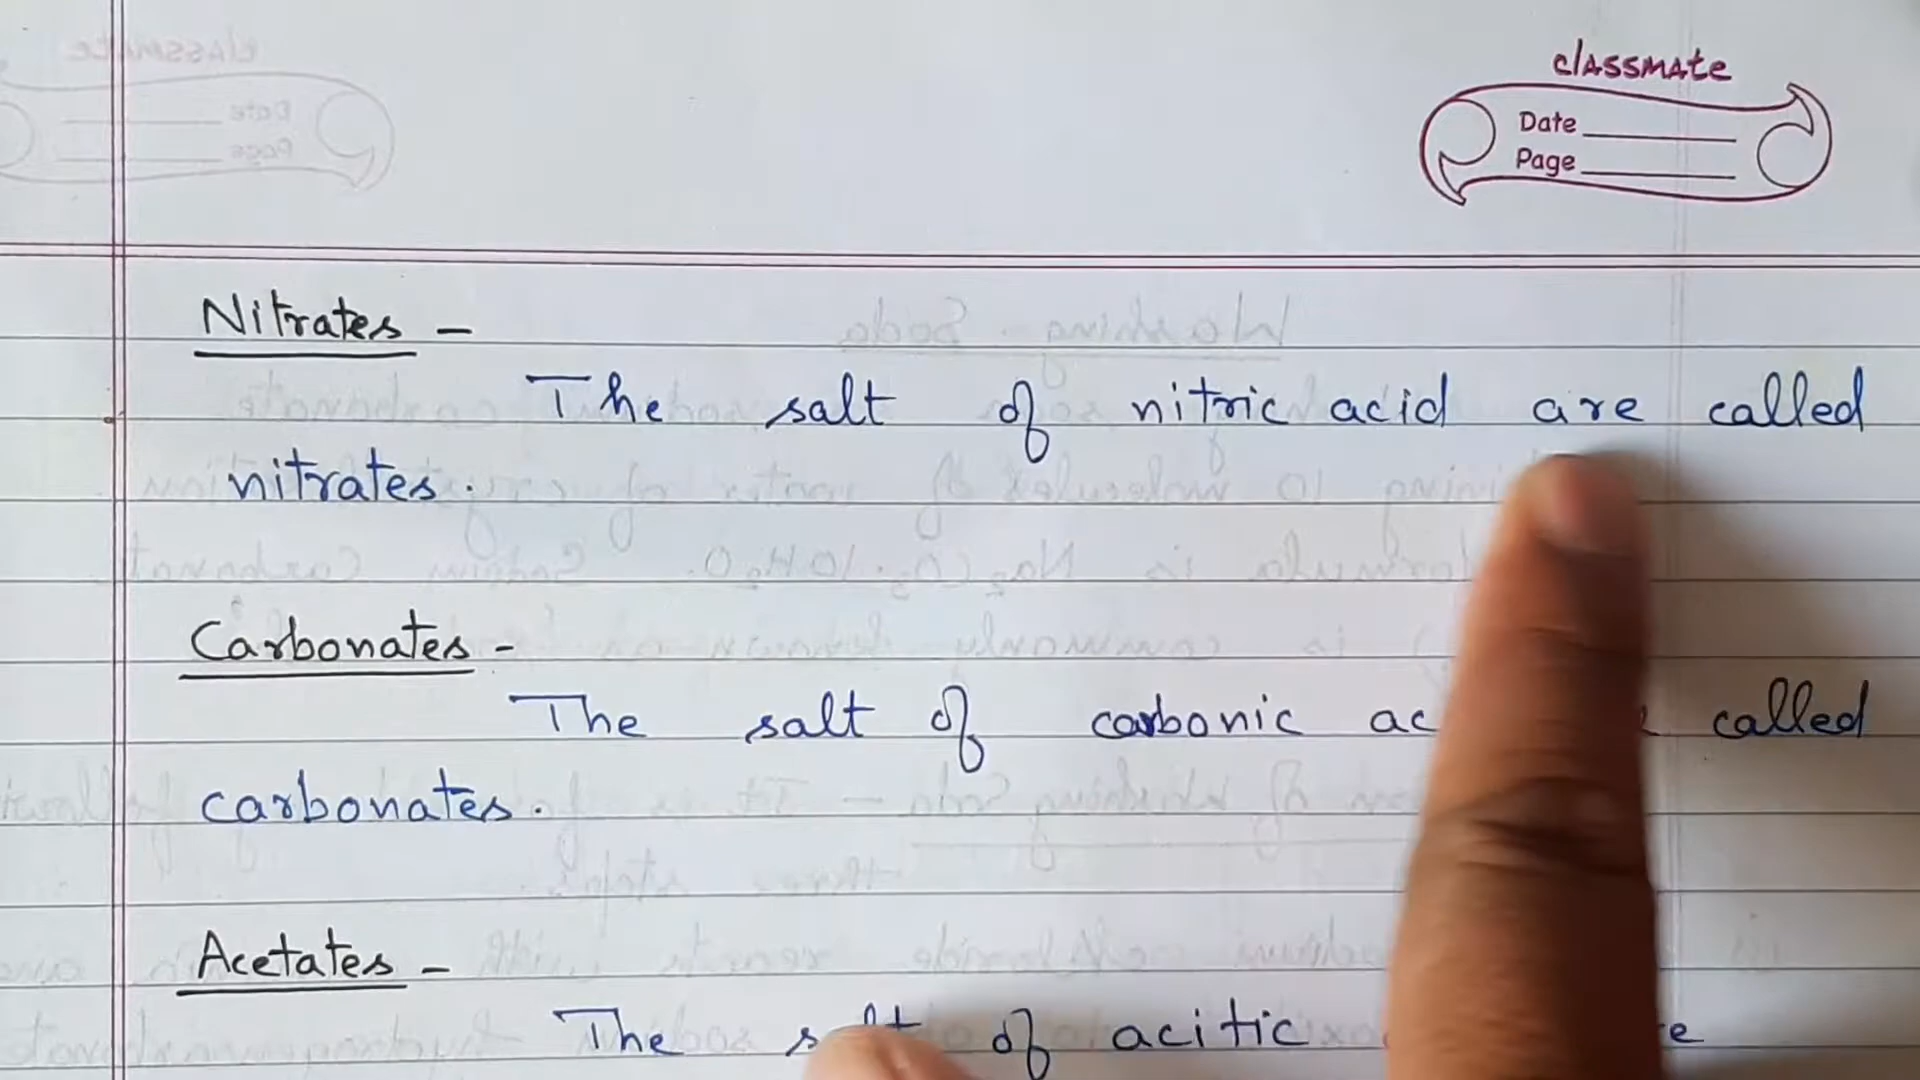 classmate
Date
Page
Nitrates -
The salt of nitric acid are called
nitrates.
Carbonates -
The salt of carbonic called
carbonates.
Acetates -
The salt of acitic